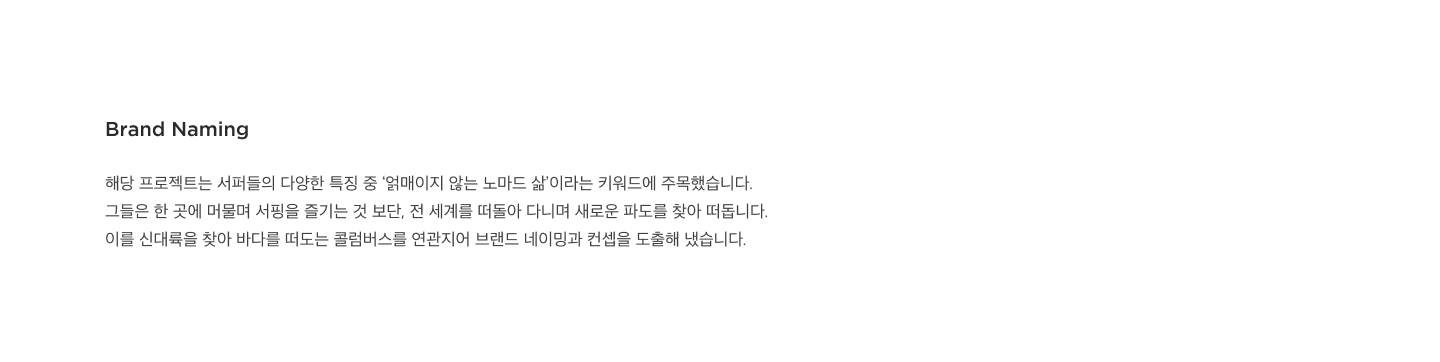 Brand Naming
해당 프로젝트는 서퍼들의 다양한 특징 중 ‘얽매이지 않는 노마드 삶’이라는 키워드에 주목했습니다.
그들은 한 곳에 머물며 서핑을 즐기는 것 보단, 전 세계를 떠돌아 다니며 새로운 파도를 찾아 떠돕니다.
이를 신대륙을 찾아 바다를 떠도는 콜럼버스를 연관지어 브랜드 네이밍과 컨셉을 도출해 냈습니다.